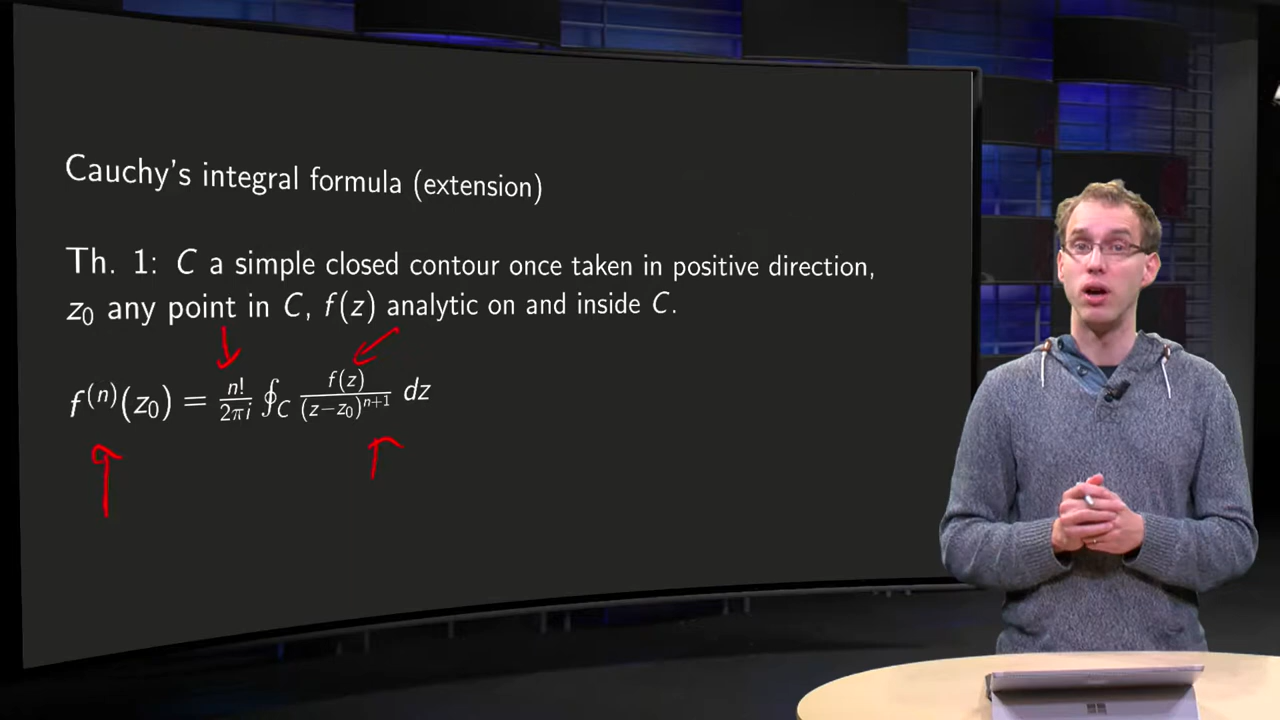 Cauchy's integral formula (extension)
Th. 1: C a simple closed contour once taken in positive direction,
z₀ any point in C, f(z) analytic on and inside C.
f⁽ⁿ⁾(z₀) = n!/2πi ∮_C f(z)/(z−z₀)ⁿ⁺¹ dz